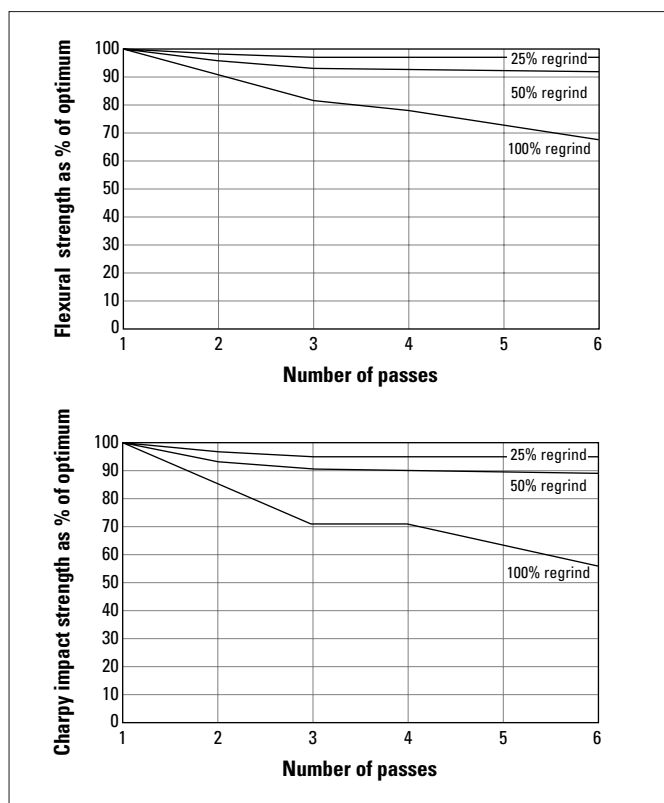 Flexural strength as % of optimum
100
90
80
70
60
50
40
30
20
10
0
25% regrind
50% regrind
100% regrind
1 2 3 4 5 6
Number of passes
Charpy impact strength as % of optimum
100
90
80
70
60
50
40
30
20
10
0
25% regrind
50% regrind
100% regrind
1 2 3 4 5 6
Number of passes